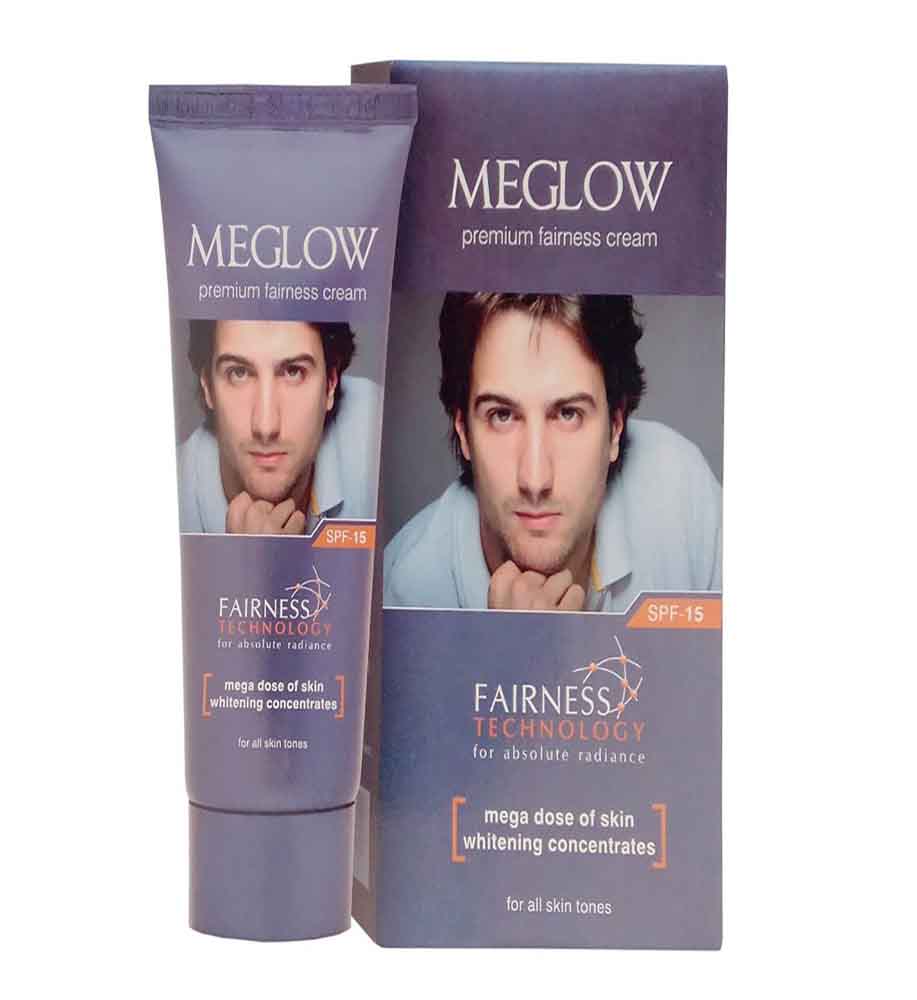 MEGLOW
premium fairness cream
SPF-15
FAIRNESS
TECHNOLOGY
for absolute radiance
mega dose of skin
whitening concentrates
for all skin tones
MEGLOW
premium fairness cream
SPF-15
FAIRNESS
TECHNOLOGY
for absolute radiance
mega dose of skin
whitening concentrates
for all skin tones